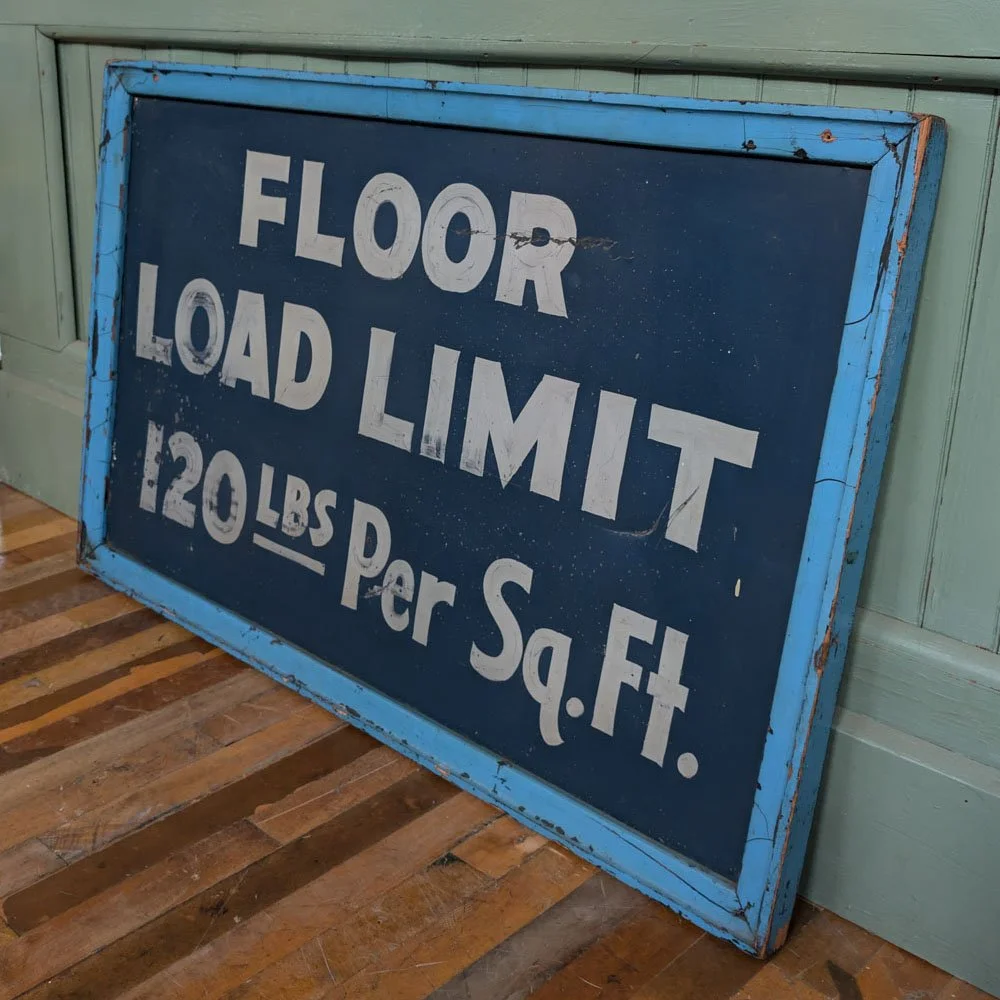 FLOOR
LOAD LIMIT
120 LBS Per Sq. Ft.